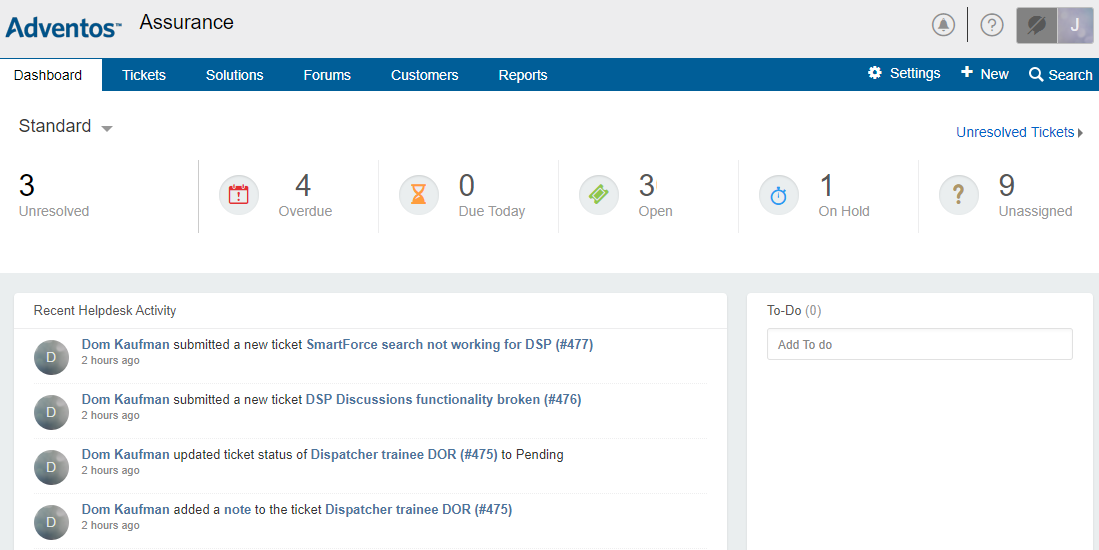 Adventos™ Assurance
? J
Dashboard Tickets Solutions Forums Customers Reports Settings New Search
Standard
Unresolved Tickets
3 4 0 3 1 9
Unresolved Overdue Due Today Open On Hold Unassigned
Recent Helpdesk Activity
To-Do (0)
Add To do
D
Dom Kaufman submitted a new ticket SmartForce search not working for DSP (#477)
2 hours ago
D
Dom Kaufman submitted a new ticket DSP Discussions functionality broken (#476)
2 hours ago
D
Dom Kaufman updated ticket status of Dispatcher trainee DOR (#475) to Pending
2 hours ago
D
Dom Kaufman added a note to the ticket Dispatcher trainee DOR (#475)
2 hours ago